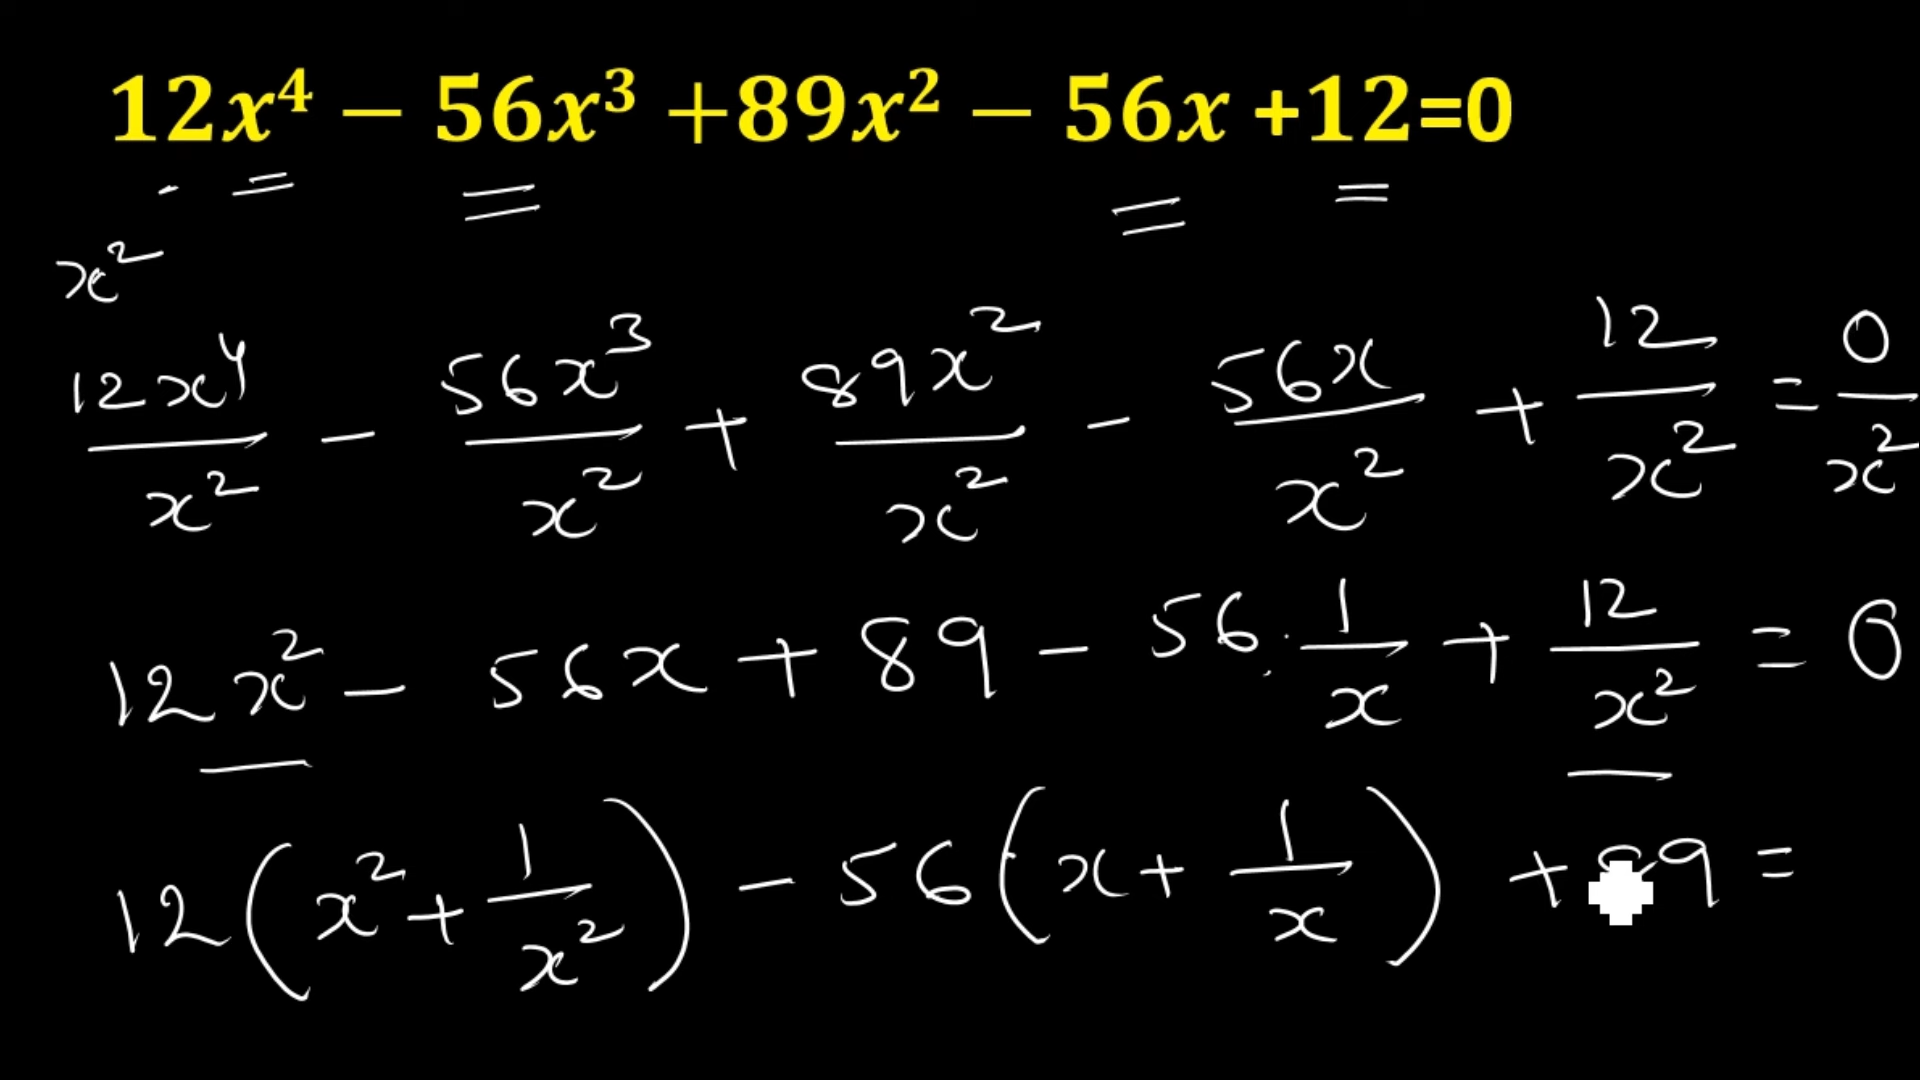 12x⁴ − 56x³ +89x² − 56x +12=0
x²
12x⁴/x² − 56x³/x² + 89x²/x² − 56x/x² + 12/x² = 0/x²
12x² − 56x + 89 − 56 · 1/x + 12/x² = 0
12(x² + 1/x²) − 56(x + 1/x) + 89 =